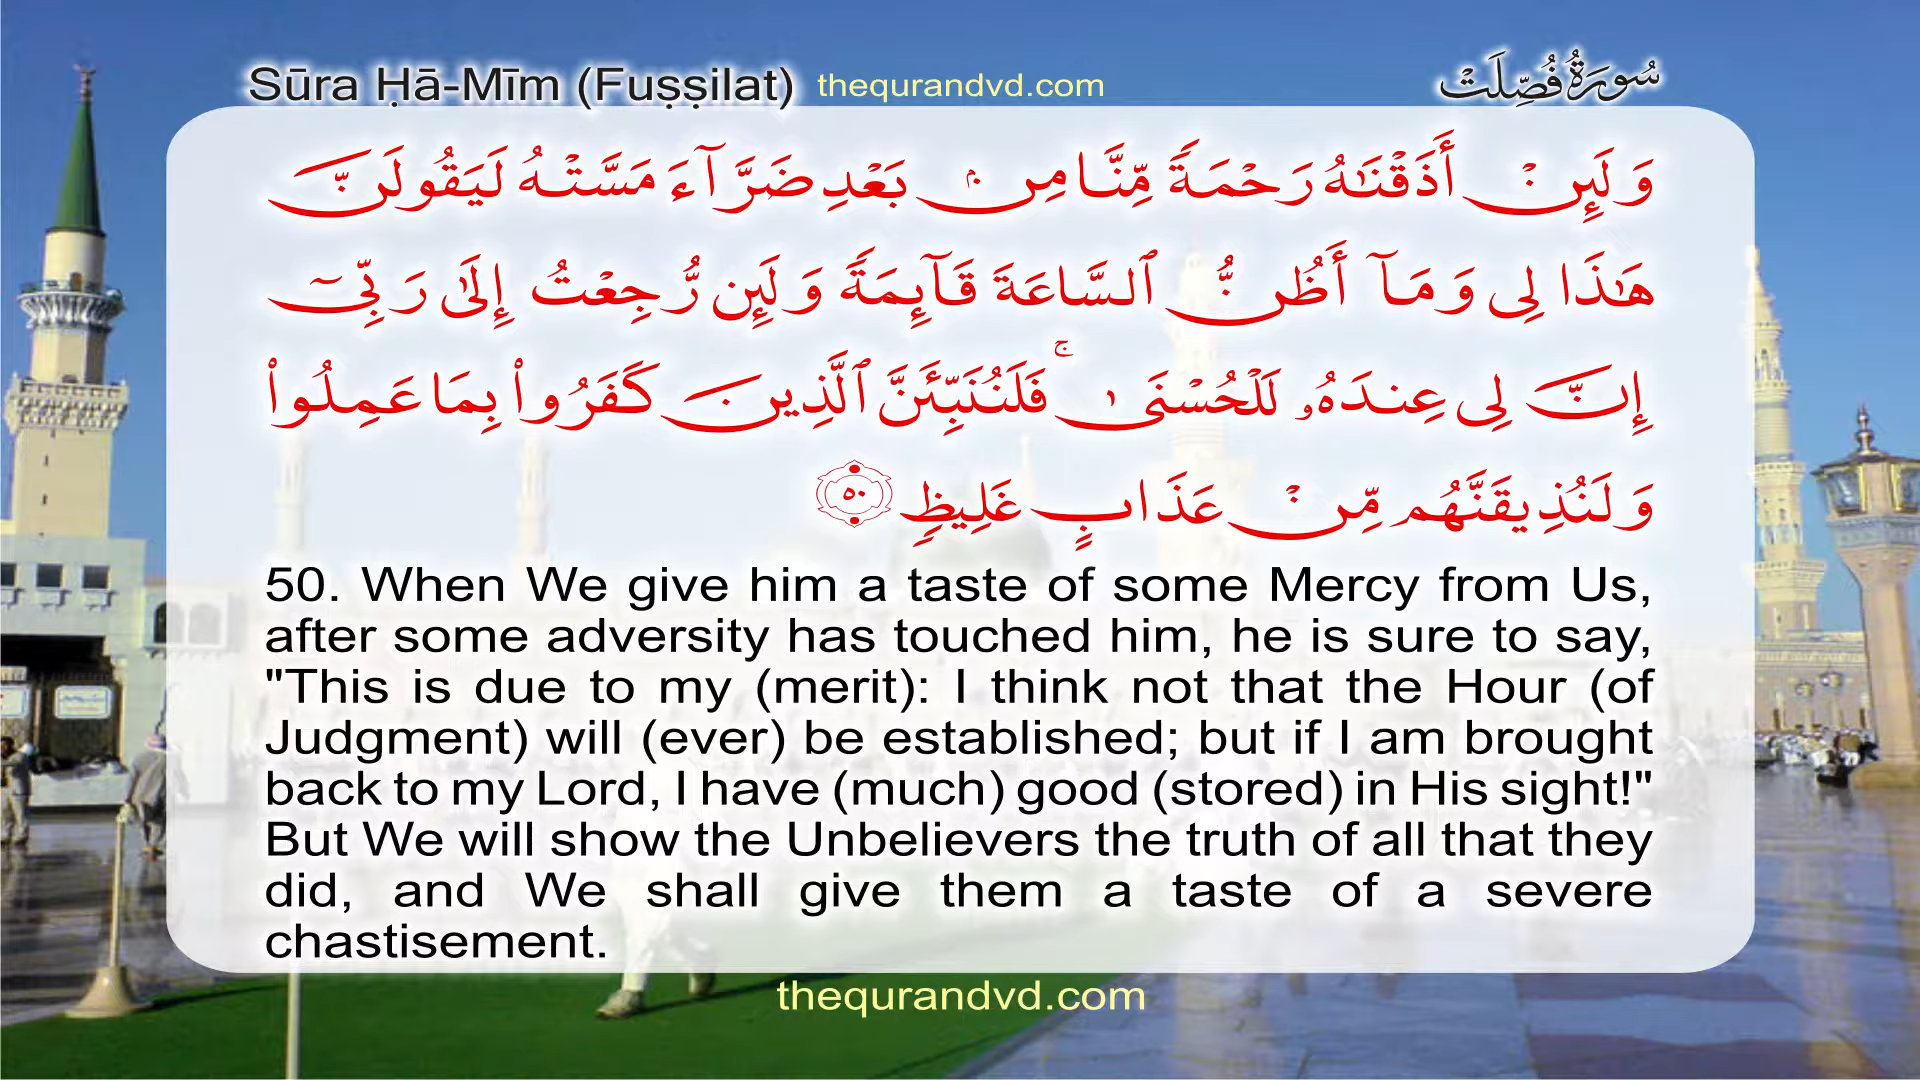 Sūra Ḥā-Mīm (Fuṣṣilat) thequrandvd.com سُورَةُ فُصِّلَتْ
وَلَئِنْ أَذَقْنَٰهُ رَحْمَةً مِّنَّا مِنۢ بَعْدِ ضَرَّآءَ مَسَّتْهُ لَيَقُولَنَّ
هَٰذَا لِى وَمَآ أَظُنُّ ٱلسَّاعَةَ قَآئِمَةً وَلَئِن رُّجِعْتُ إِلَىٰ رَبِّىٓ
إِنَّ لِى عِندَهُۥ لَلْحُسْنَىٰ ۚ فَلَنُنَبِّئَنَّ ٱلَّذِينَ كَفَرُوا۟ بِمَا عَمِلُوا۟
وَلَنُذِيقَنَّهُم مِّنْ عَذَابٍ غَلِيظٍ ٥٠
50. When We give him a taste of some Mercy from Us,
after some adversity has touched him, he is sure to say,
"This is due to my (merit): I think not that the Hour (of
Judgment) will (ever) be established; but if I am brought
back to my Lord, I have (much) good (stored) in His sight!"
But We will show the Unbelievers the truth of all that they
did, and We shall give them a taste of a severe
chastisement.
thequrandvd.com